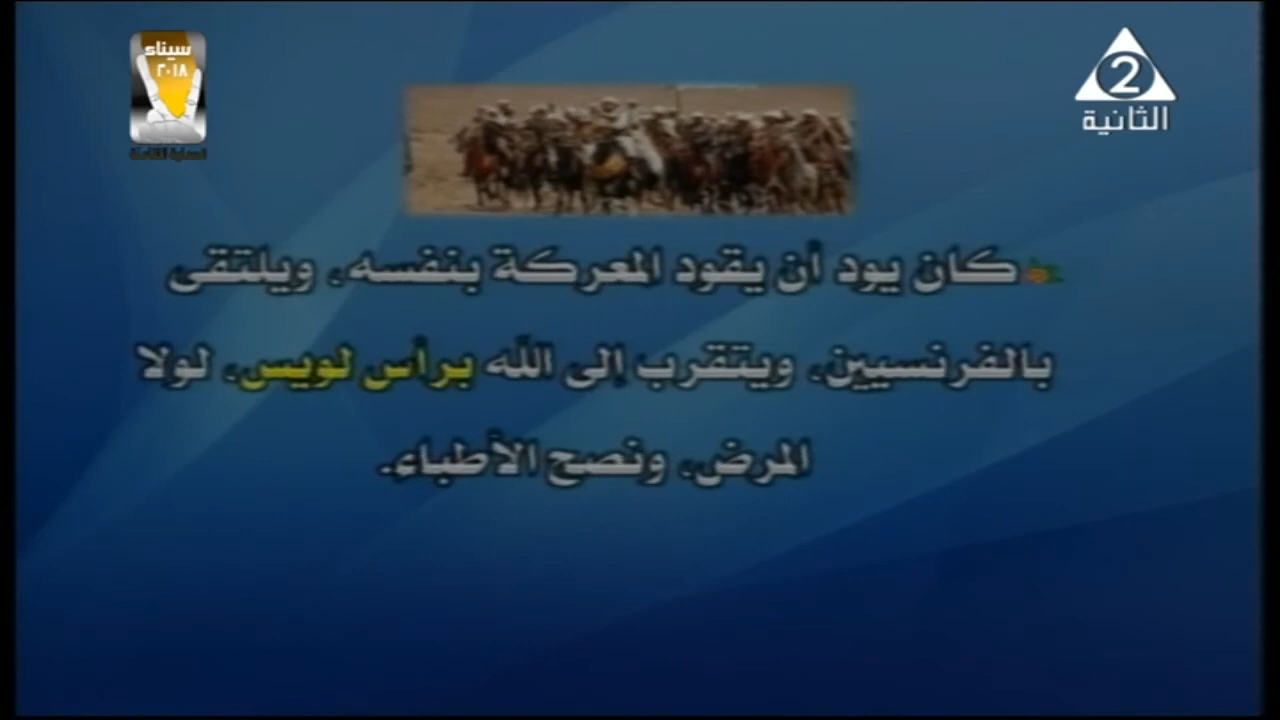 سيناء
٢٠١٨
2
الثانية
كان يود أن يقود المعركة بنفسه، ويلتقى
بالفرنسيين، ويتقرب إلى الله برأس لويس، لولا
المرض، ونصح الأطباء.